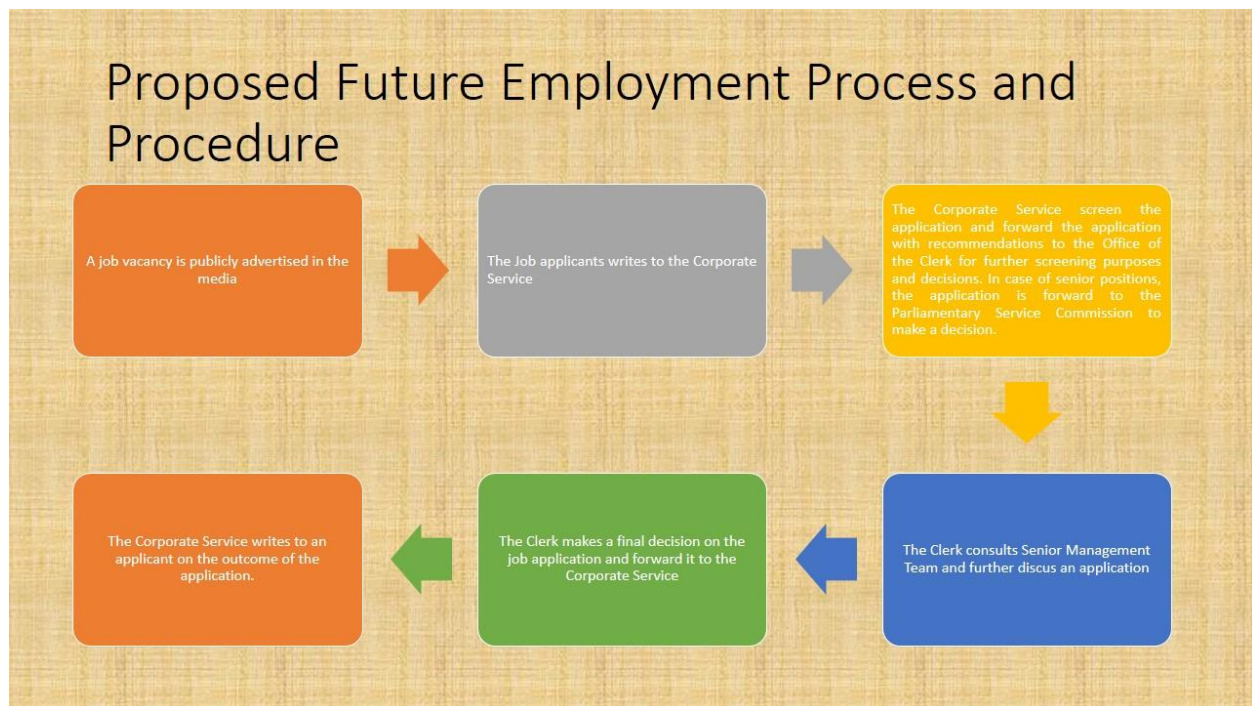 Proposed Future Employment Process and
Procedure
A job vacancy is publicly advertised in the
media
The Job applicants writes to the Corporate
Service
The Corporate Service screen the
application and forward the application
with recommendations to the Office of
the Clerk for further screening purposes
and decisions. In case of senior positions,
the application is forward to the
Parliamentary Service Commission to
make a decision.
The Clerk consults Senior Management
Team and further discus an application
The Clerk makes a final decision on the
job application and forward it to the
Corporate Service
The Corporate Service writes to an
applicant on the outcome of the
application.